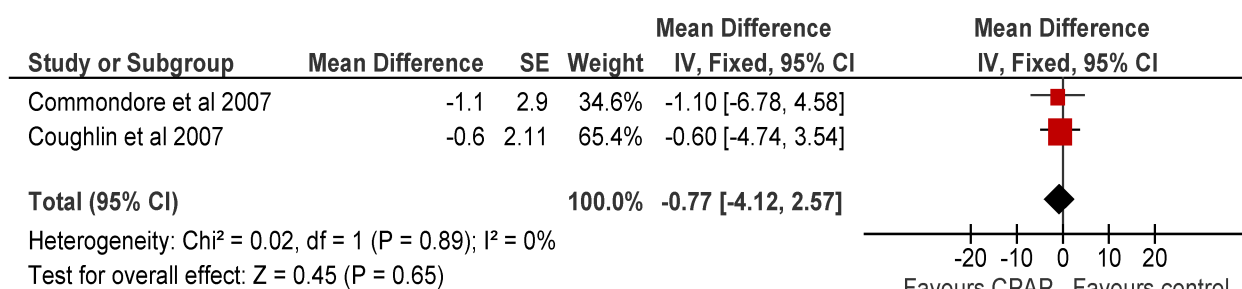 Mean Difference Mean Difference
Study or Subgroup Mean Difference SE Weight IV, Fixed, 95% CI IV, Fixed, 95% CI
Commondore et al 2007 -1.1 2.9 34.6% -1.10 [-6.78, 4.58]
Coughlin et al 2007 -0.6 2.11 65.4% -0.60 [-4.74, 3.54]
Total (95% CI) 100.0% -0.77 [-4.12, 2.57]
Heterogeneity: Chi² = 0.02, df = 1 (P = 0.89); I² = 0%
Test for overall effect: Z = 0.45 (P = 0.65)
-20 -10 0 10 20
Favours CPAP Favours control